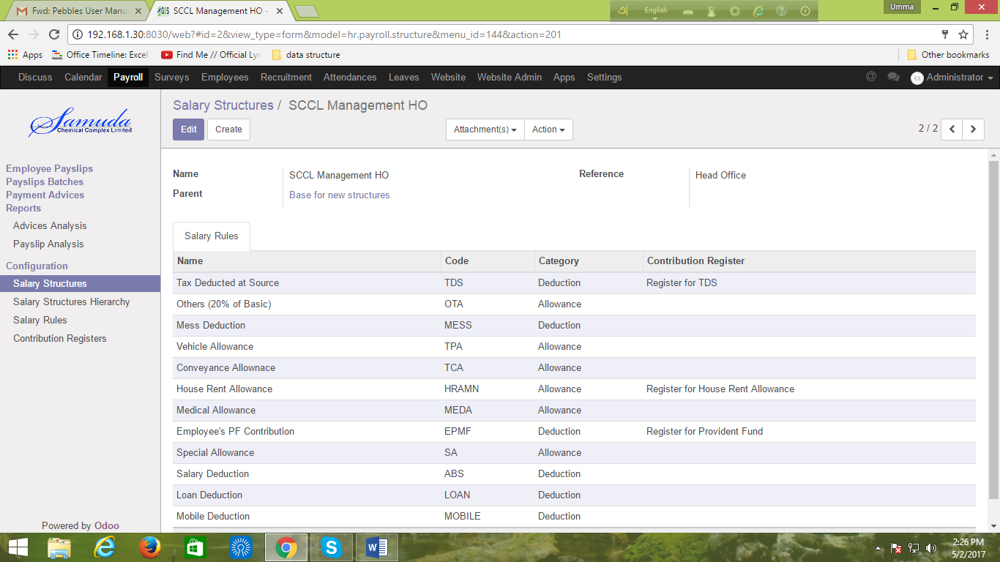 Fwd: Pebbles User Manu
SCCL Management HO -
English
Umma
192.168.1.30:8030/web?#id=2&view_type=form&model=hr.payroll.structure&menu_id=144&action=201
Apps Office Timeline: Excel Find Me // Official Lyr data structure Other bookmarks
Discuss Calendar Payroll Surveys Employees Recruitment Attendances Leaves Website Website Admin Apps Settings @ Administrator
Samuda
Chemical Complex Limited
Salary Structures / SCCL Management HO
Edit Create Attachment(s) Action 2 / 2
Employee Payslips
Payslips Batches
Payment Advices
Reports
Advices Analysis
Payslip Analysis
Configuration
Salary Structures
Salary Structures Hierarchy
Salary Rules
Contribution Registers
Powered by Odoo
Name SCCL Management HO Reference Head Office
Parent Base for new structures
Salary Rules
Name Code Category Contribution Register
Tax Deducted at Source TDS Deduction Register for TDS
Others (20% of Basic) OTA Allowance
Mess Deduction MESS Deduction
Vehicle Allowance TPA Allowance
Conveyance Allownace TCA Allowance
House Rent Allowance HRAMN Allowance Register for House Rent Allowance
Medical Allowance MEDA Allowance
Employee's PF Contribution EPMF Deduction Register for Provident Fund
Special Allowance SA Allowance
Salary Deduction ABS Deduction
Loan Deduction LOAN Deduction
Mobile Deduction MOBILE Deduction
2:26 PM
5/2/2017